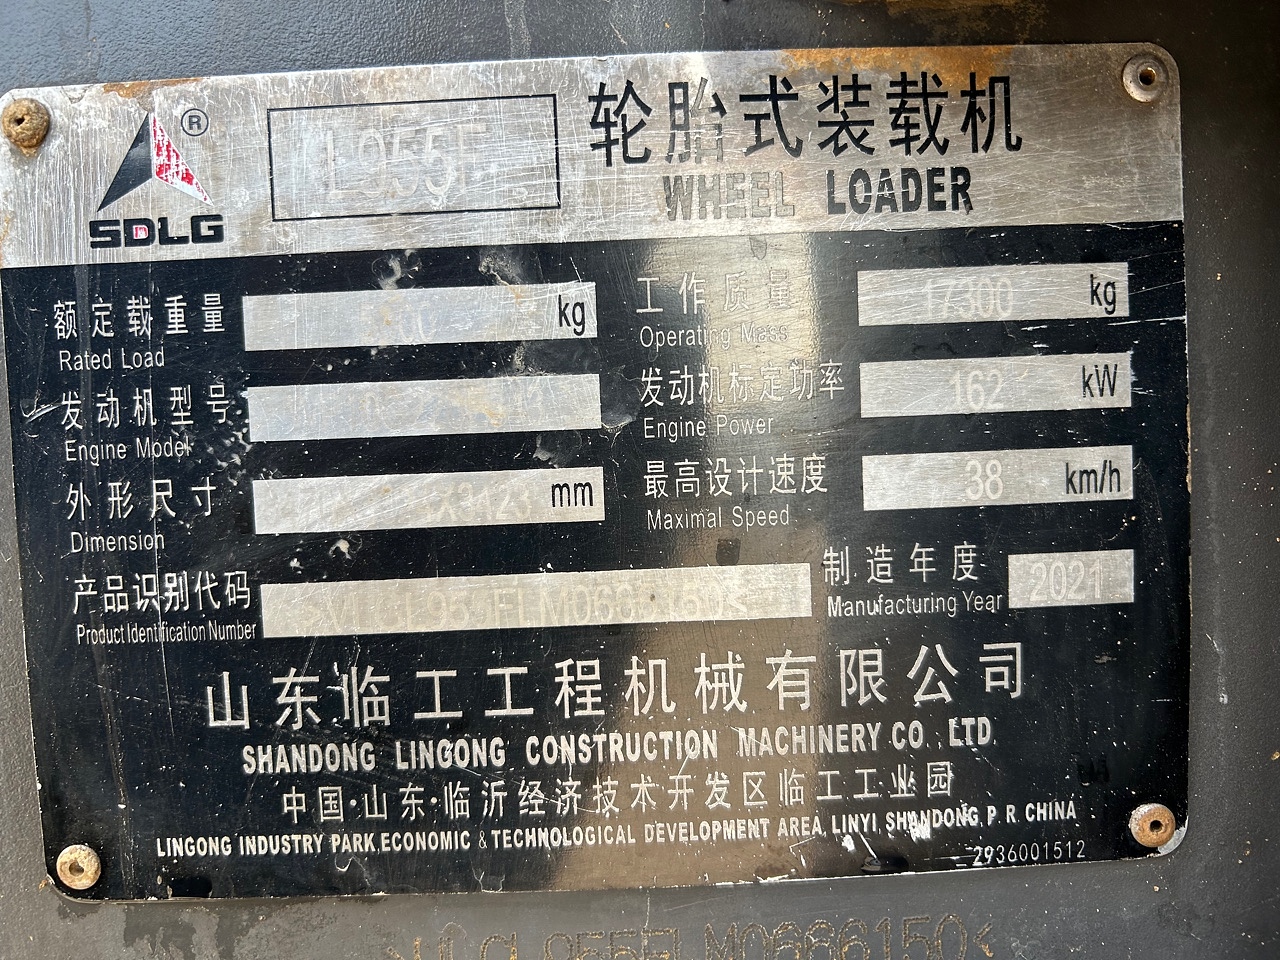 ®
SDLG
L955F
轮胎式装载机
WHEEL LOADER
额定载重量 kg
Rated Load
工作质量 17300 kg
Operating Mass
发动机型号
Engine Model
发动机标定功率 162 kW
Engine Power
外形尺寸 X3423 mm
Dimension
最高设计速度 38 km/h
Maximal Speed
产品识别代码
Product Identification Number
制造年度 2021
Manufacturing Year
山东临工工程机械有限公司
SHANDONG LINGONG CONSTRUCTION MACHINERY CO. LTD.
中国·山东·临沂经济技术开发区临工工业园
LINGONG INDUSTRY PARK,ECONOMIC & TECHNOLOGICAL DEVELOPMENT AREA, LINYI, SHANDONG, P. R. CHINA
2936001512
VLGL955FLM0666150<